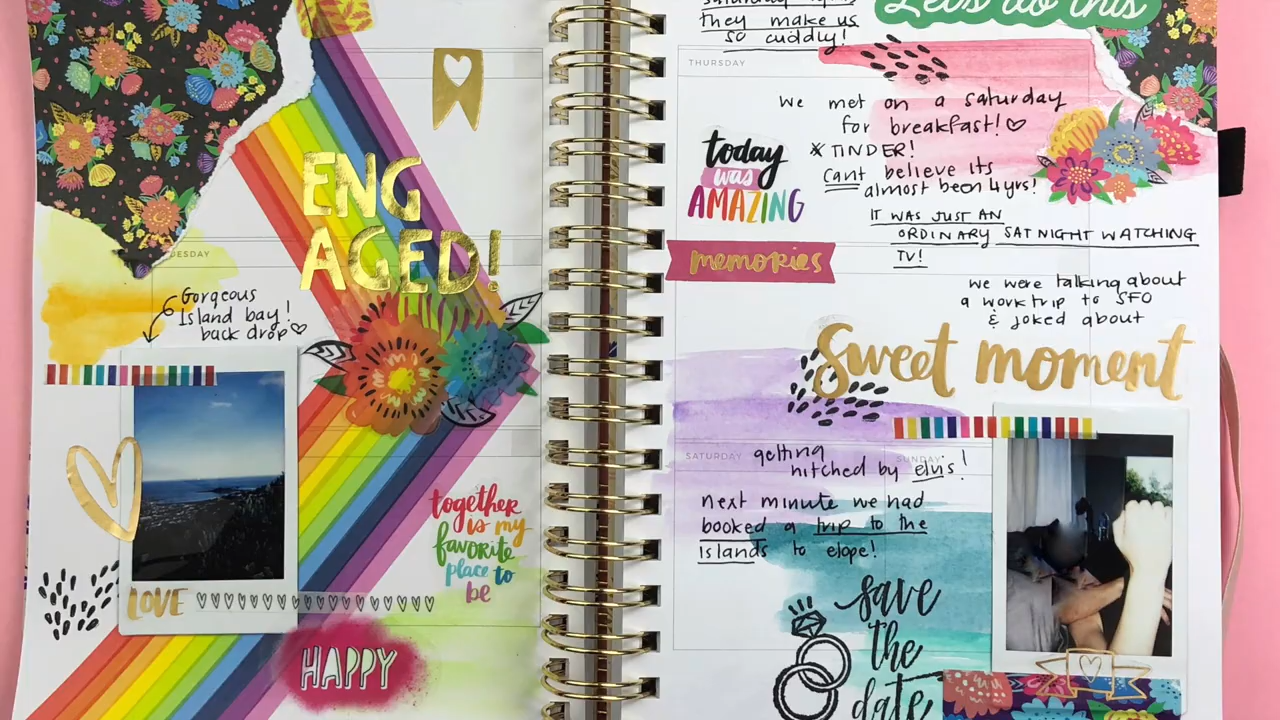 ENG
AGED!
Gorgeous
Island bay!
back drop
together
is my
favorite
place to
be
LOVE
HAPPY
they make us
so cuddly!
Let's do this
THURSDAY
We met on a saturday
for breakfast!
* TINDER!
cant believe its
almost been 4yrs!
today
was
AMAZING
IT WAS JUST AN
ORDINARY SAT NIGHT WATCHING
TV!
memories
we were talking about
a work trip to SFO
& joked about
Sweet moment
SATURDAY
SUNDAY
getting
hitched by elvis!
next minute we had
booked a trip to the
islands to elope!
save
the
date